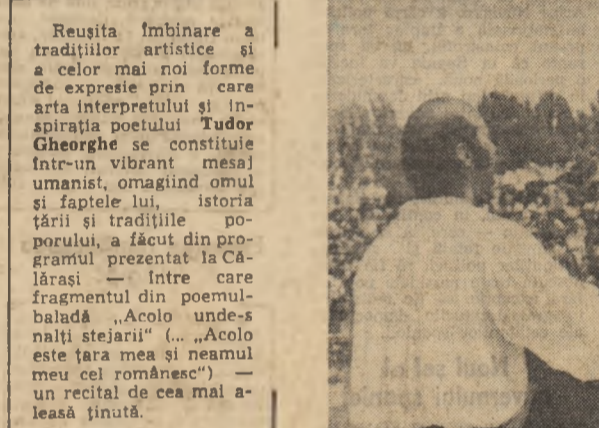 Reușita îmbinare a
tradițiilor artistice și
a celor mai noi forme
de expresie prin care
arta interpretului și in-
spirația poetului Tudor
Gheorghe se constituie
într-un vibrant mesaj
umanist, omagiind omul
și faptele lui, istoria
țării și tradițiile po-
porului, a făcut din pro-
gramul prezentat la Că-
lărași — între care
fragmentul din poemul-
baladă „Acolo unde-s
nalți stejarii" (... „Acolo
este țara mea și neamul
meu cel românesc") —
un recital de cea mai a-
leasă ținută.